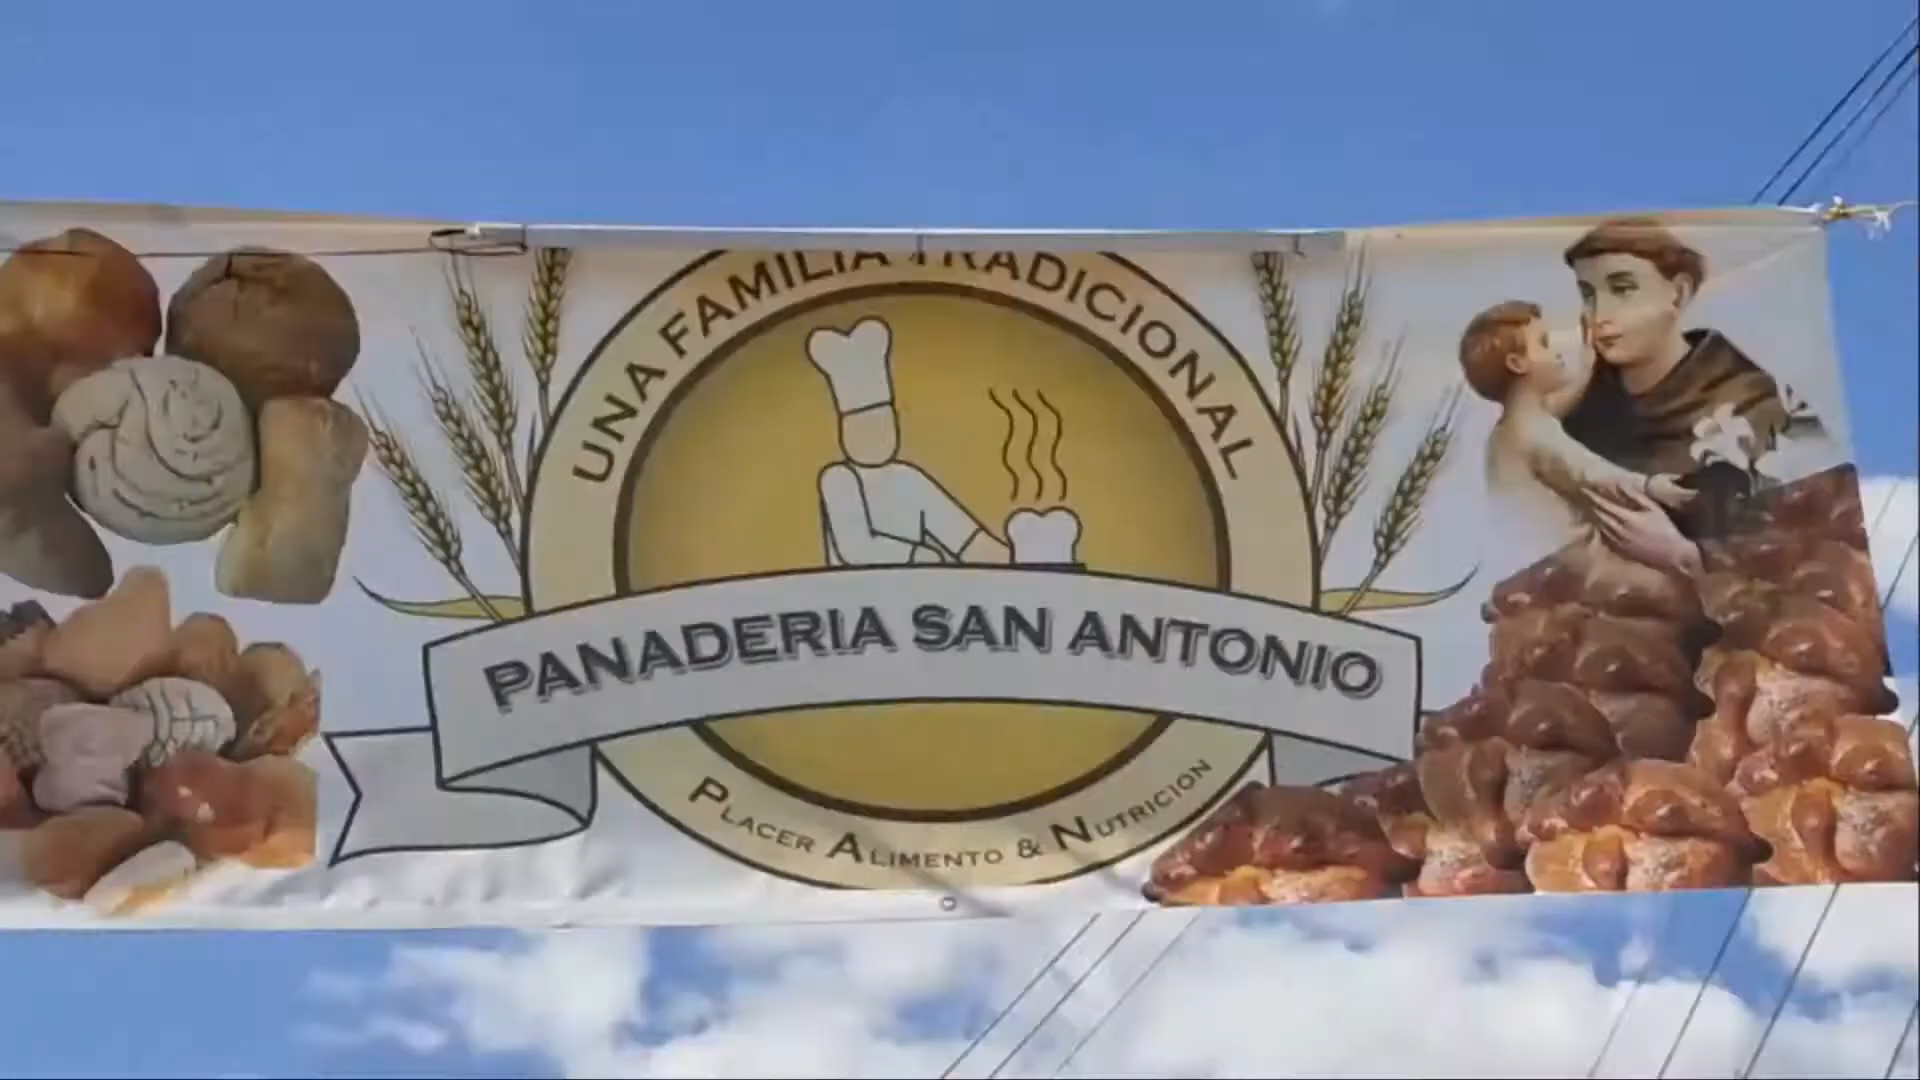 UNA FAMILIA TRADICIONAL
PANADERIA SAN ANTONIO
PLACER ALIMENTO & NUTRICION